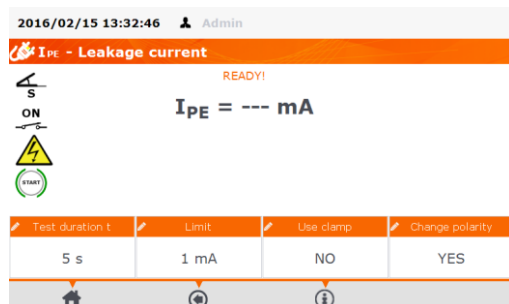 2016/02/15 13:32:46 Admin
IPE - Leakage current
READY!
S
IPE = --- mA
ON
START
Test duration t Limit Use clamp Change polarity
5 s 1 mA NO YES